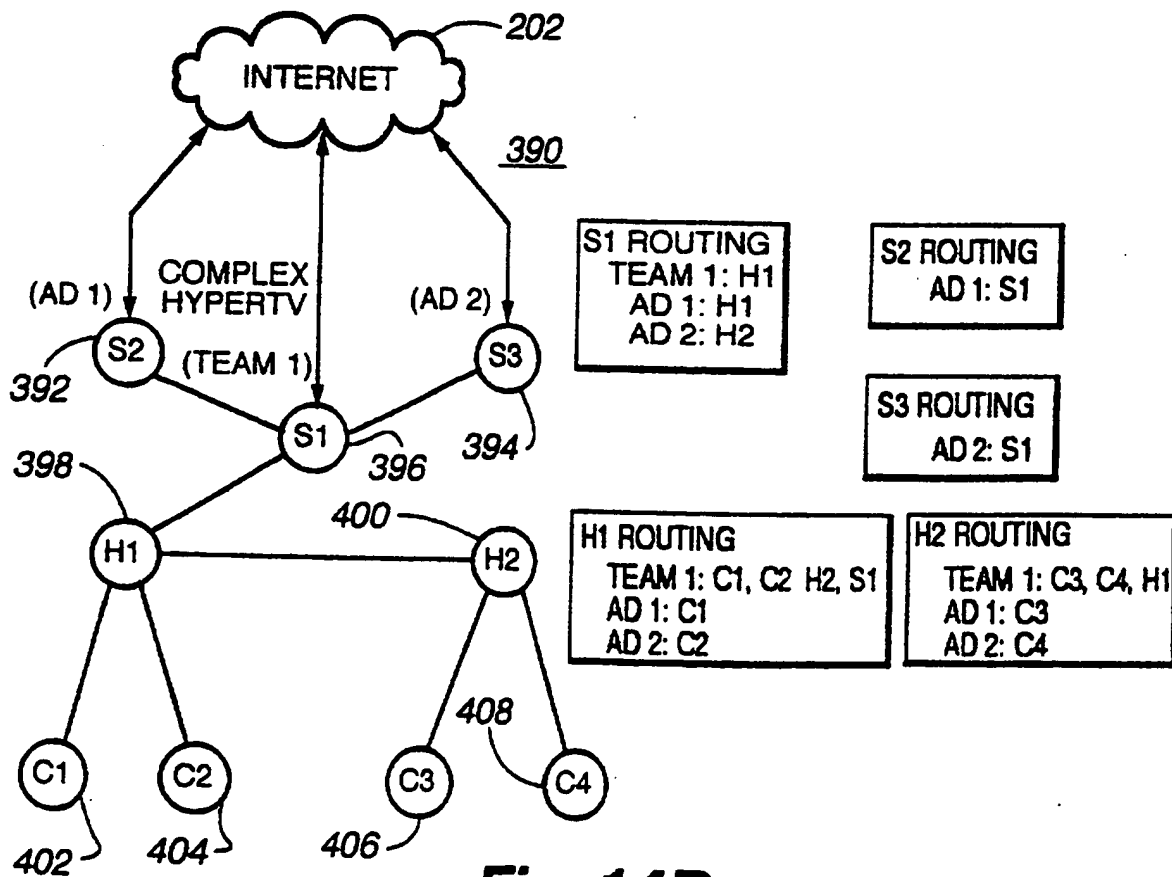 202
INTERNET
390
COMPLEX
HYPERTV
(AD 1)
(AD 2)
(TEAM 1)
S2
S3
S1
392
394
396
398
400
H1
H2
C1
C2
C3
C4
402
404
406
408
S1 ROUTING
TEAM 1: H1
AD 1: H1
AD 2: H2
S2 ROUTING
AD 1: S1
S3 ROUTING
AD 2: S1
H1 ROUTING
TEAM 1: C1, C2 H2, S1
AD 1: C1
AD 2: C2
H2 ROUTING
TEAM 1: C3, C4, H1
AD 1: C3
AD 2: C4